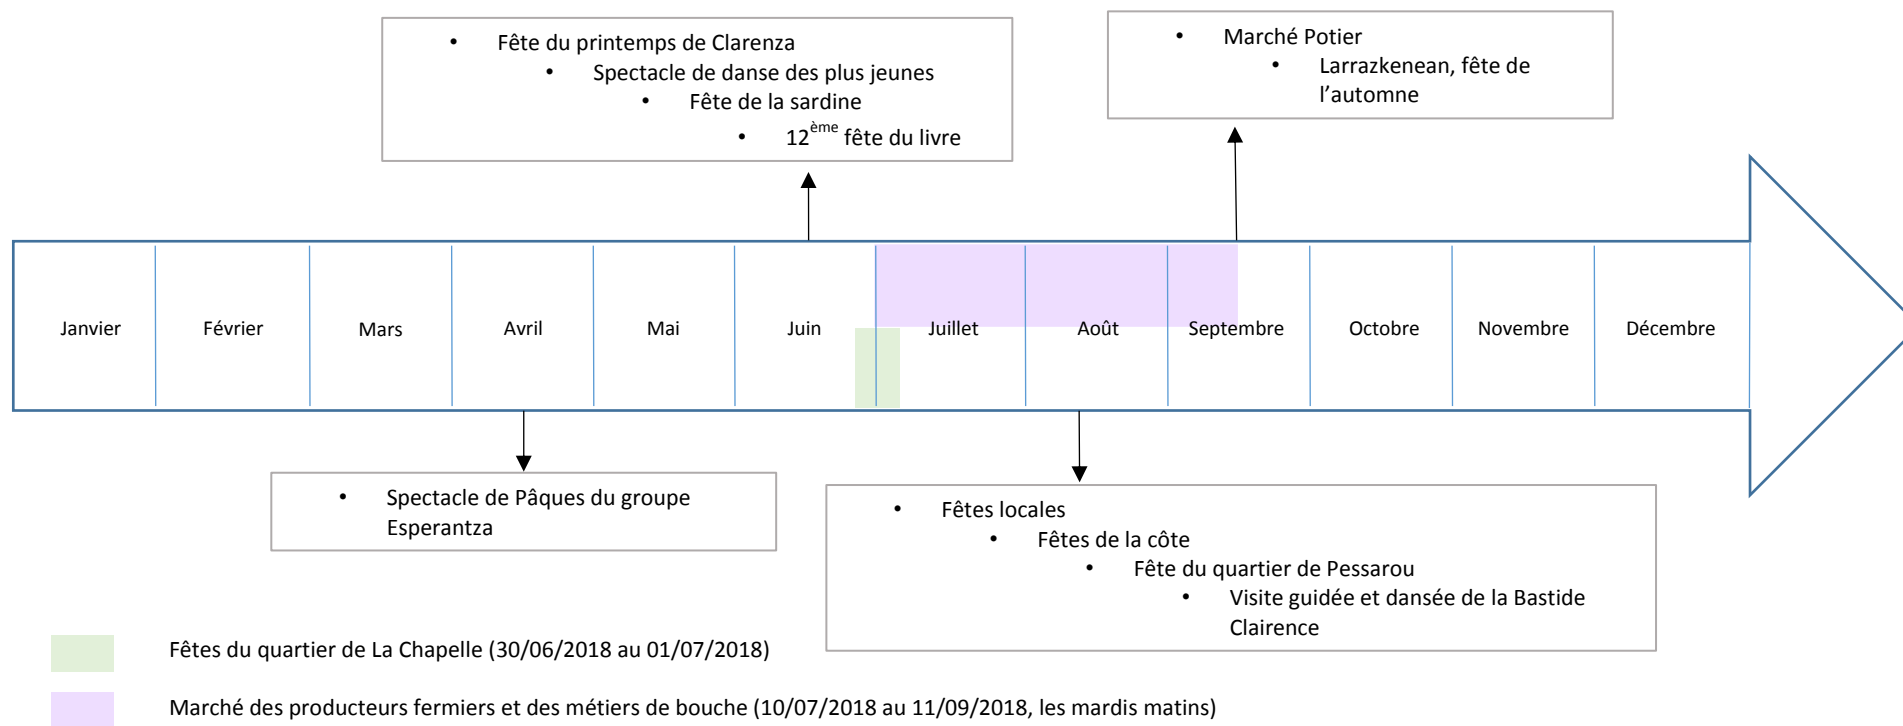 • Fête du printemps de Clarenza
• Spectacle de danse des plus jeunes
• Fête de la sardine
• 12ème fête du livre
• Marché Potier
• Larrazkenean, fête de
l'automne
Janvier
Février
Mars
Avril
Mai
Juin
Juillet
Août
Septembre
Octobre
Novembre
Décembre
• Spectacle de Pâques du groupe
Esperantza
• Fêtes locales
• Fêtes de la côte
• Fête du quartier de Pessarou
• Visite guidée et dansée de la Bastide
Clairence
Fêtes du quartier de La Chapelle (30/06/2018 au 01/07/2018)
Marché des producteurs fermiers et des métiers de bouche (10/07/2018 au 11/09/2018, les mardis matins)